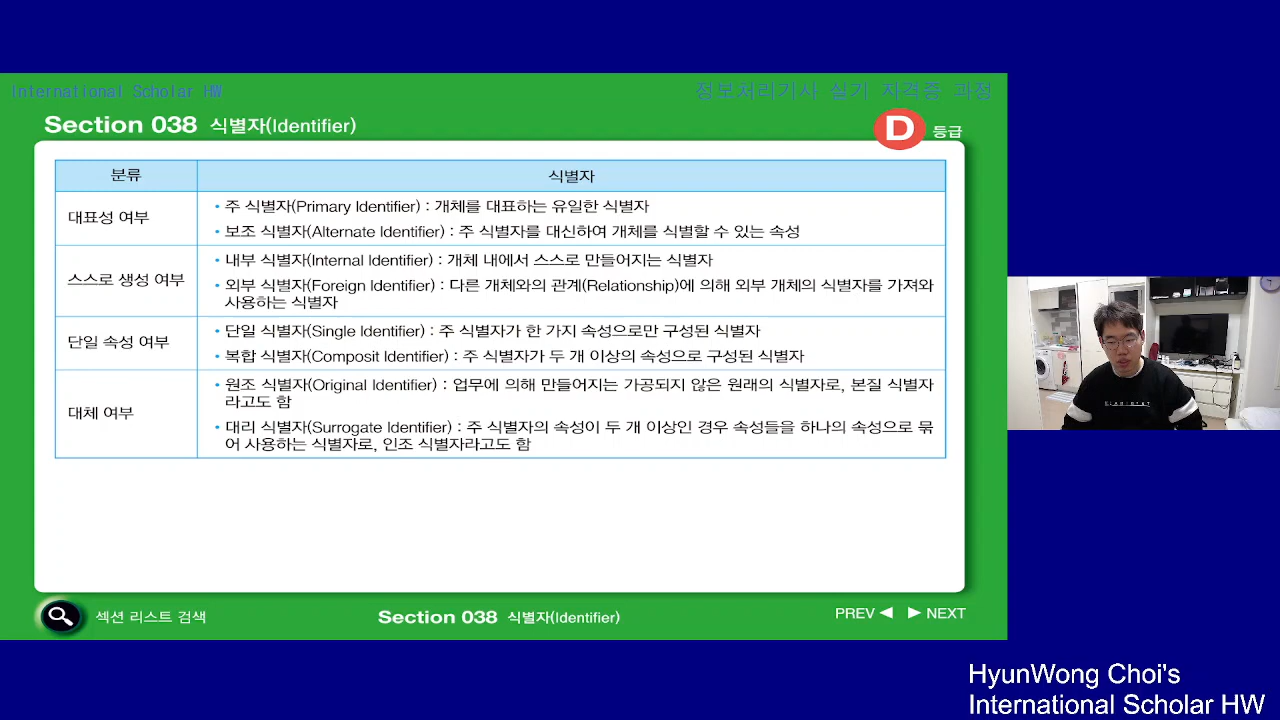 International Scholar HW
정보처리기사 실기 자격증 과정
Section 038 식별자(Identifier)
D 등급
분류
식별자
대표성 여부
• 주 식별자(Primary Identifier) : 개체를 대표하는 유일한 식별자
• 보조 식별자(Alternate Identifier) : 주 식별자를 대신하여 개체를 식별할 수 있는 속성
스스로 생성 여부
• 내부 식별자(Internal Identifier) : 개체 내에서 스스로 만들어지는 식별자
• 외부 식별자(Foreign Identifier) : 다른 개체와의 관계(Relationship)에 의해 외부 개체의 식별자를 가져와
사용하는 식별자
단일 속성 여부
• 단일 식별자(Single Identifier) : 주 식별자가 한 가지 속성으로만 구성된 식별자
• 복합 식별자(Composit Identifier) : 주 식별자가 두 개 이상의 속성으로 구성된 식별자
대체 여부
• 원조 식별자(Original Identifier) : 업무에 의해 만들어지는 가공되지 않은 원래의 식별자로, 본질 식별자
라고도 함
• 대리 식별자(Surrogate Identifier) : 주 식별자의 속성이 두 개 이상인 경우 속성들을 하나의 속성으로 묶
어 사용하는 식별자로, 인조 식별자라고도 함
섹션 리스트 검색
Section 038 식별자(Identifier)
PREV ◀ ▶ NEXT
HyunWong Choi's
International Scholar HW